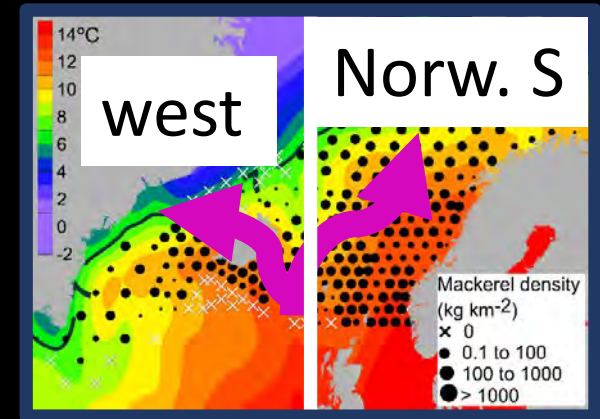 14°C
12
10
8
6
4
2
0
-2
west
Norw. S
Mackerel density
(kg km-2)
× 0
0.1 to 100
100 to 1000
> 1000